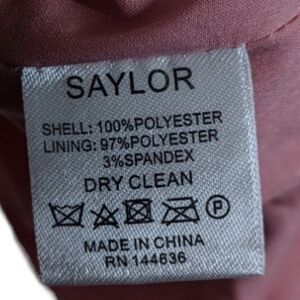 SAYLOR
SHELL: 100%POLYESTER
LINING: 97%POLYESTER
3%SPANDEX
DRY CLEAN
P
MADE IN CHINA
RN 144636